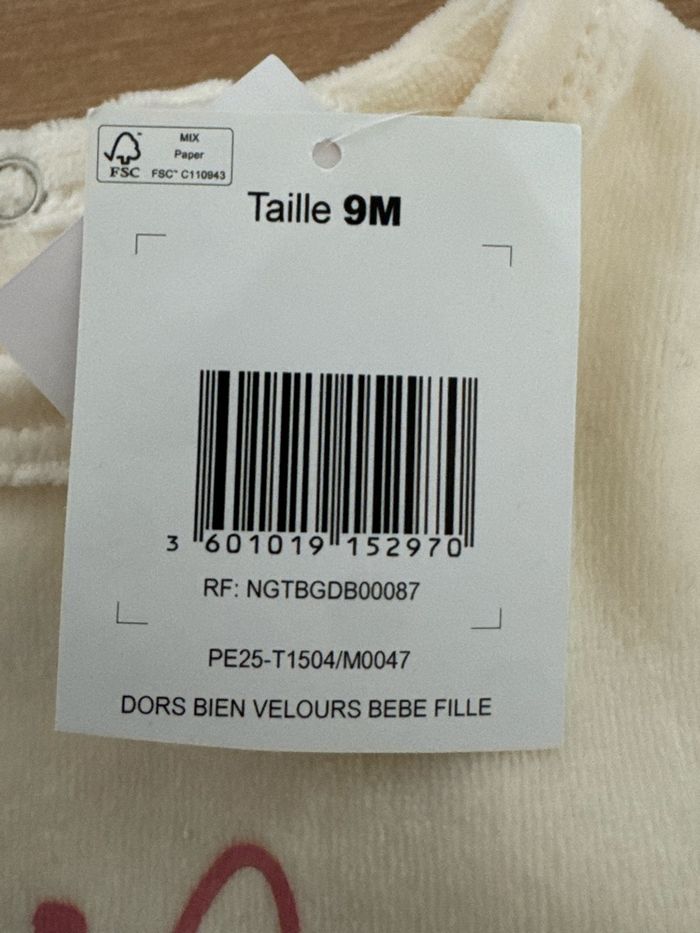 MIX
Paper
FSC™ C110943
FSC
Taille 9M
3 601019 152970
RF: NGTBGDB00087
PE25-T1504/M0047
DORS BIEN VELOURS BEBE FILLE